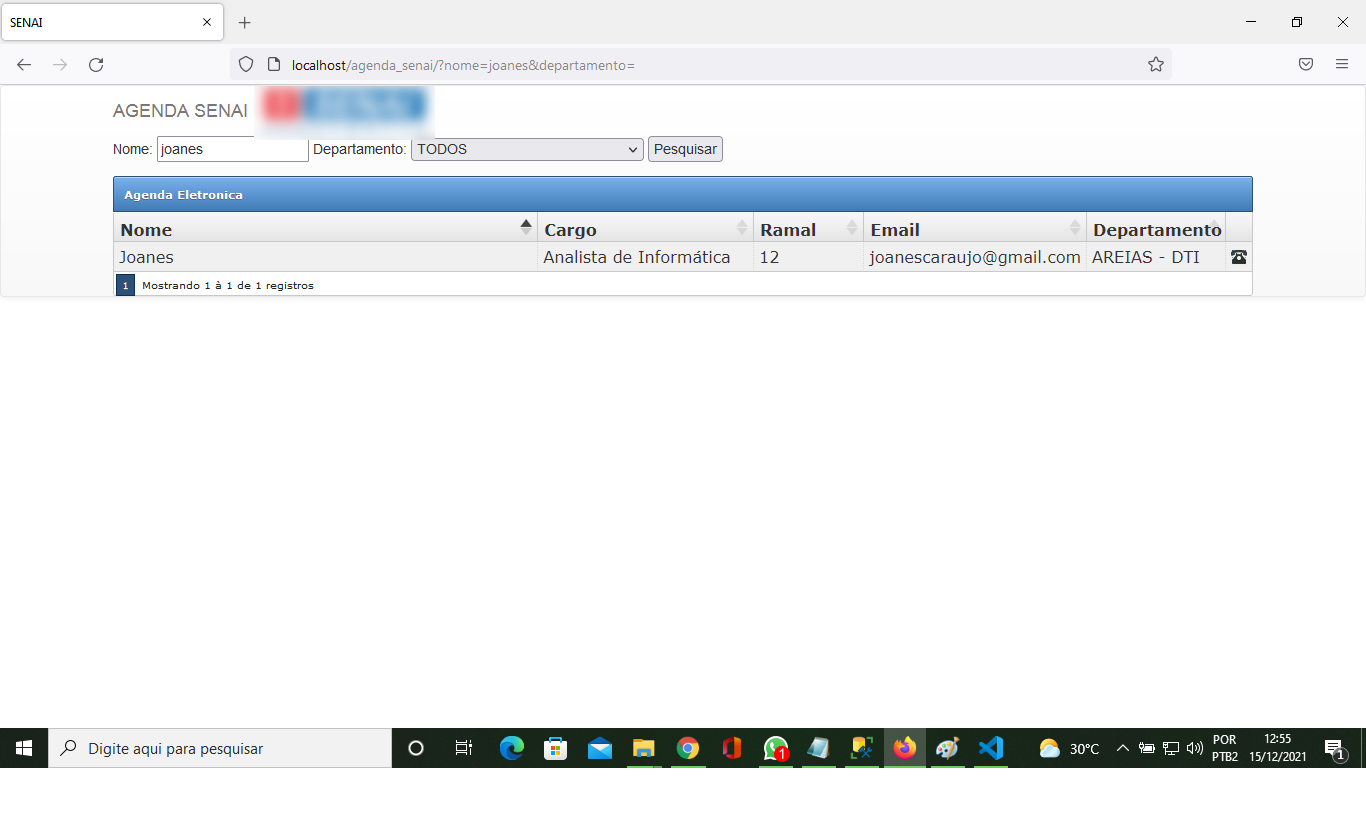 SENAI
localhost/agenda_senai/?nome=joanes&departamento=
AGENDA SENAI
Nome: joanes Departamento: TODOS Pesquisar
Agenda Eletronica
Nome Cargo Ramal Email Departamento
Joanes Analista de Informática 12 joanescaraujo@gmail.com AREIAS - DTI
1 Mostrando 1 à 1 de 1 registros
Digite aqui para pesquisar 1 30°C POR 12:55
PTB2 15/12/2021 1